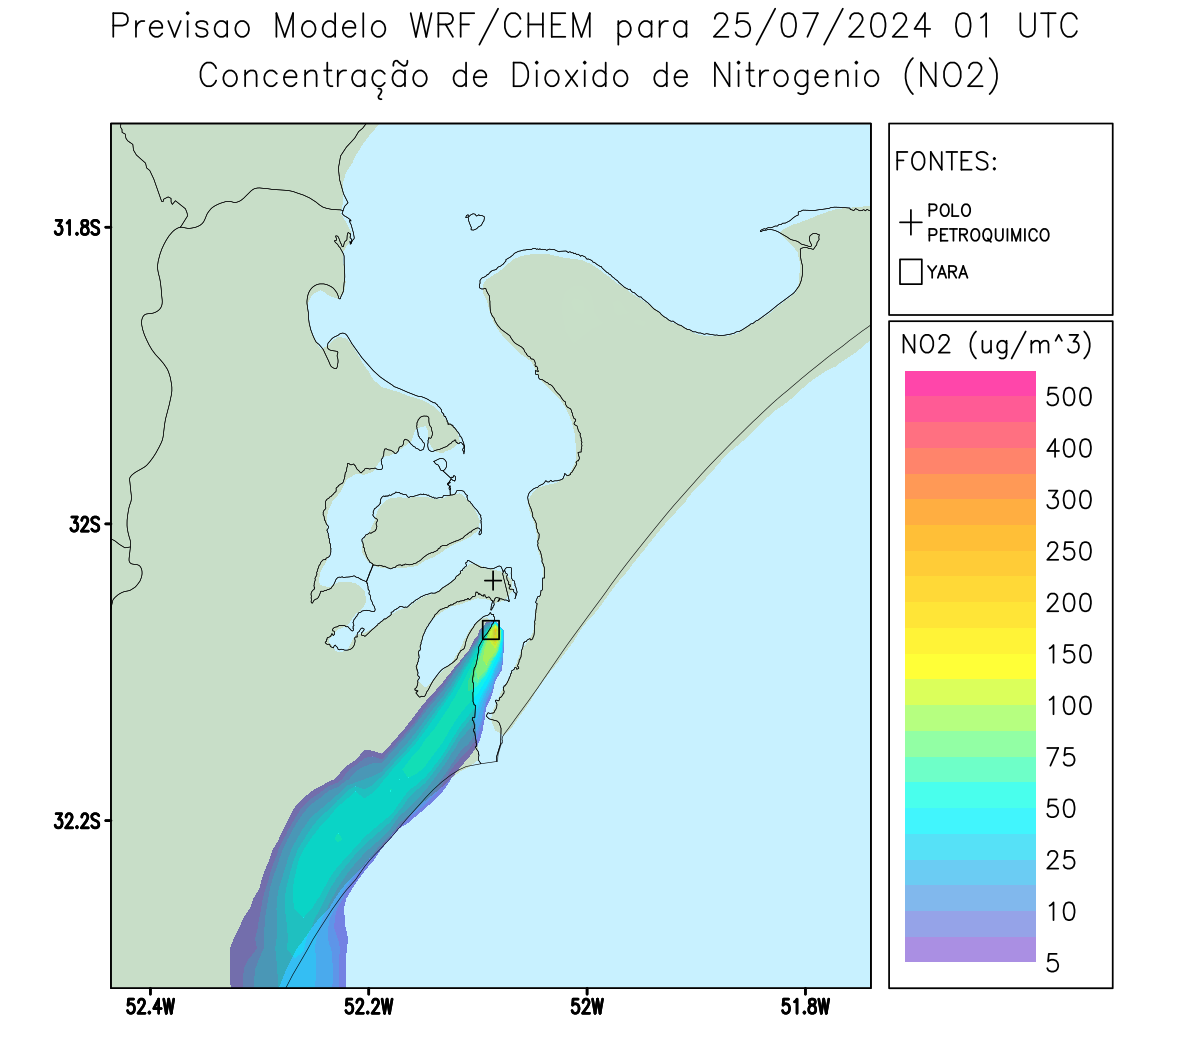 Previsao Modelo WRF/CHEM para 25/07/2024 01 UTC
Concentração de Dioxido de Nitrogenio (NO2)
FONTES:
POLO
PETROQUIMICO
YARA
NO2 (ug/m^3)
500
400
300
250
200
150
100
75
50
25
10
5
31.8S
32S
32.2S
52.4W
52.2W
52W
51.8W